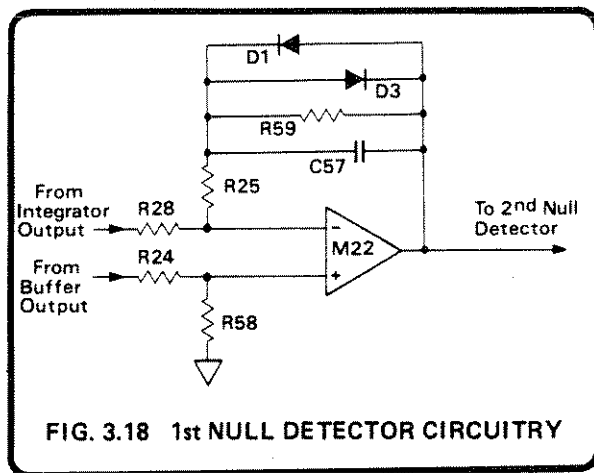 D1
D3
R59
C57
R25
From
Integrator
Output
R28
To 2nd Null
Detector
−
M22
+
From
Buffer
Output
R24
R58
FIG. 3.18 1st NULL DETECTOR CIRCUITRY